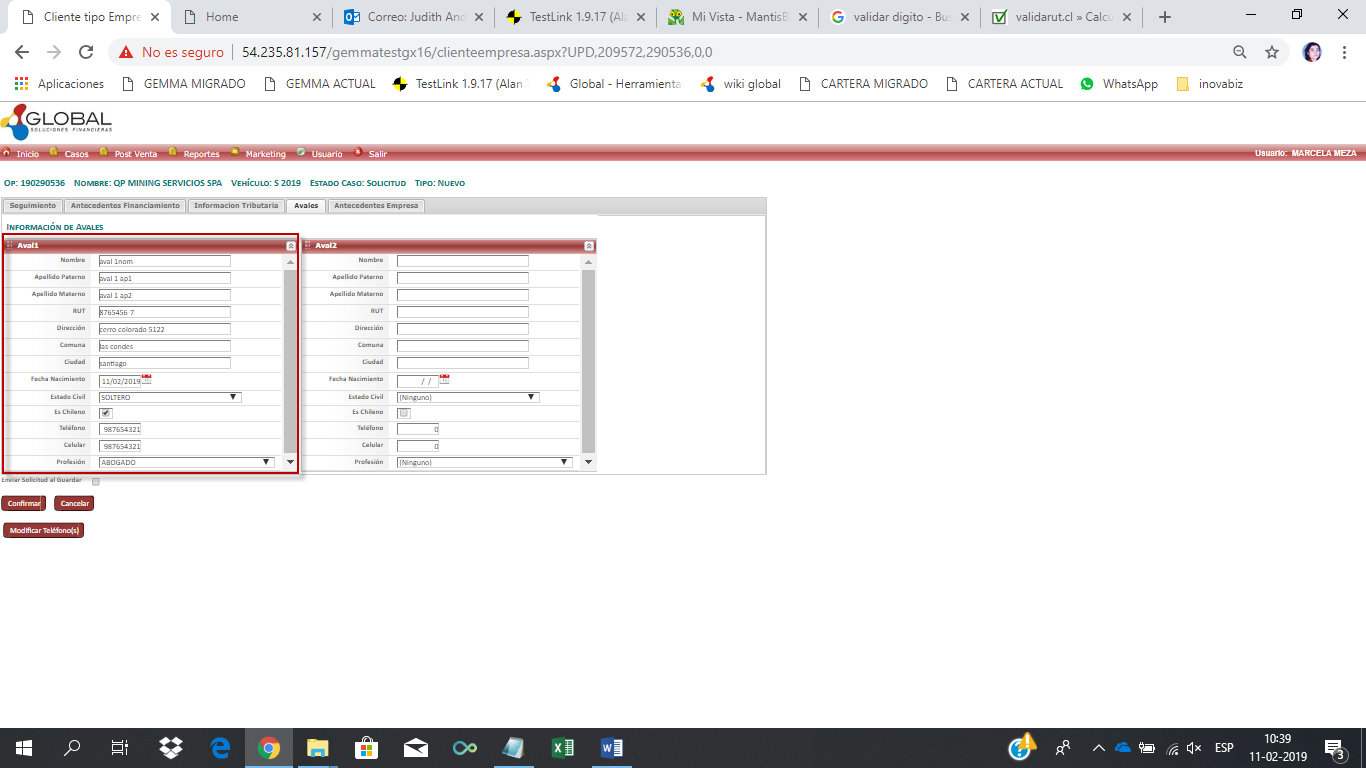 Cliente tipo Empre
Home
Correo: Judith And
TestLink 1.9.17 (Ala
Mi Vista - MantisB
validar digito - Bus
validarut.cl » Calcu
No es seguro
54.235.81.157/gemmatestgx16/clienteempresa.aspx?UPD,209572,290536,0,0
Aplicaciones
GEMMA MIGRADO
GEMMA ACTUAL
TestLink 1.9.17 (Alan
Global - Herramienta
wiki global
CARTERA MIGRADO
CARTERA ACTUAL
WhatsApp
inovabiz
GLOBAL
SOLUCIONES FINANCIERAS
Inicio Casos Post Venta Reportes Marketing Usuario Salir
Usuario: MARCELA MEZA
Op: 190290536 Nombre: QP MINING SERVICIOS SPA Vehículo: S 2019 Estado Caso: Solicitud Tipo: Nuevo
Seguimiento
Antecedentes Financiamiento
Informacion Tributaria
Avales
Antecedentes Empresa
Información de Avales
Aval1
Nombre aval 1nom
Apellido Paterno aval 1 ap1
Apellido Materno aval 1 ap2
RUT 8765456-7
Dirección cerro colorado 5122
Comuna las condes
Ciudad santiago
Fecha Nacimiento 11/02/2019
Estado Civil SOLTERO
Es Chileno
Teléfono 987654321
Celular 987654321
Profesión ABOGADO
Aval2
Nombre
Apellido Paterno
Apellido Materno
RUT
Dirección
Comuna
Ciudad
Fecha Nacimiento / /
Estado Civil (Ninguno)
Es Chileno
Teléfono 0
Celular 0
Profesión (Ninguno)
Enviar Solicitud al Guardar
Confirmar
Cancelar
Modificar Teléfono(s)
ESP
10:39
11-02-2019
3